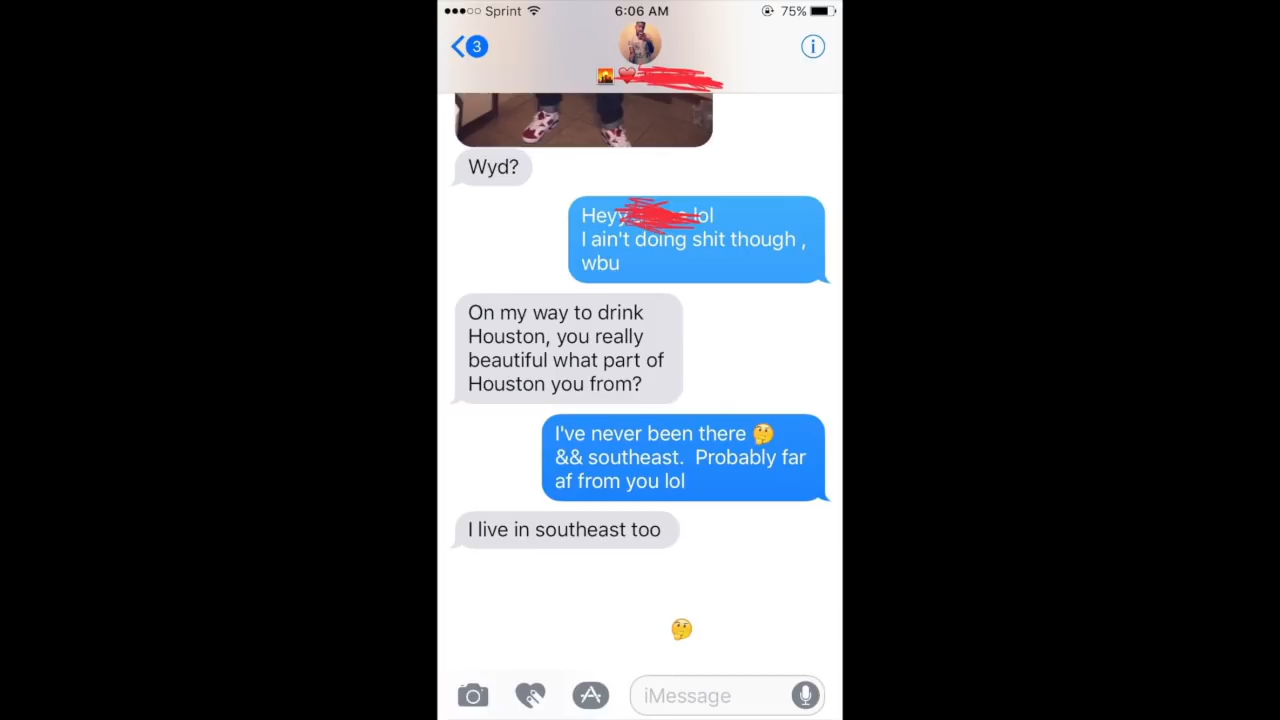 Sprint 6:06 AM 75%
3
Wyd?
lol
I ain't doing shit though ,
wbu
On my way to drink
Houston, you really
beautiful what part of
Houston you from?
I've never been there 🤔
&& southeast. Probably far
af from you lol
I live in southeast too
🤔
iMessage